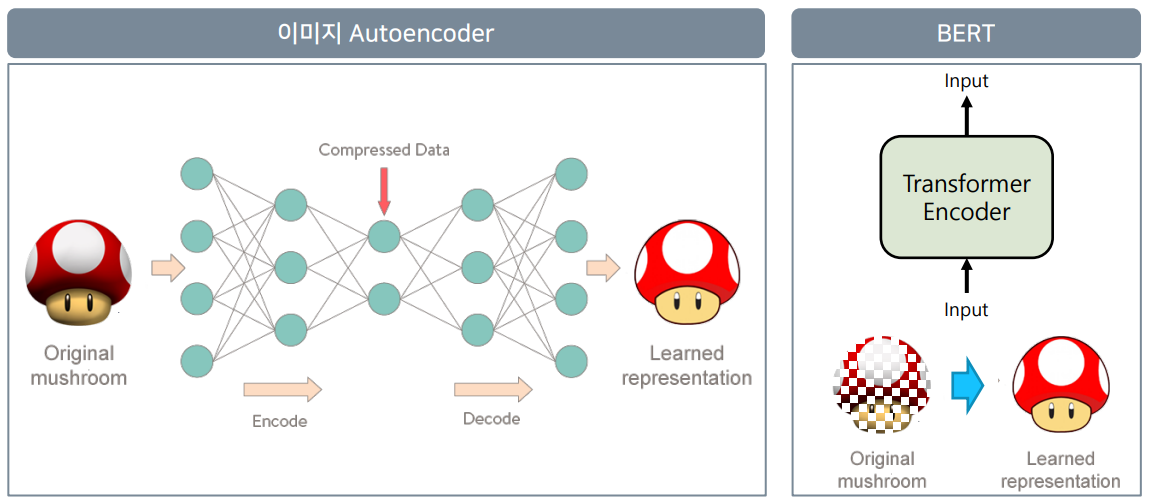 이미지 Autoencoder
Compressed Data
Original
mushroom
Encode
Decode
Learned
representation
BERT
Input
Transformer
Encoder
Input
Original
mushroom
Learned
representation